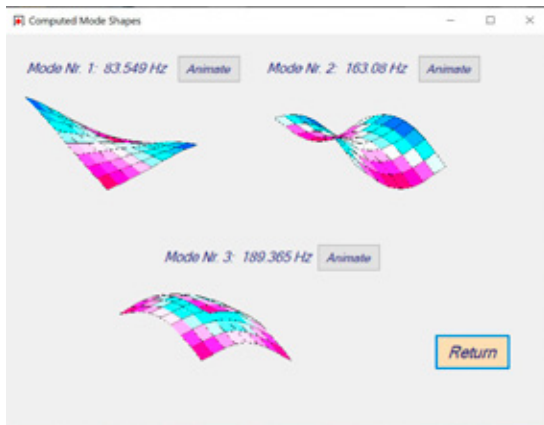 Computed Mode Shapes
Mode Nr. 1: 83.549 Hz Animate Mode Nr. 2: 163.08 Hz Animate
Mode Nr. 3: 189.365 Hz Animate
Return